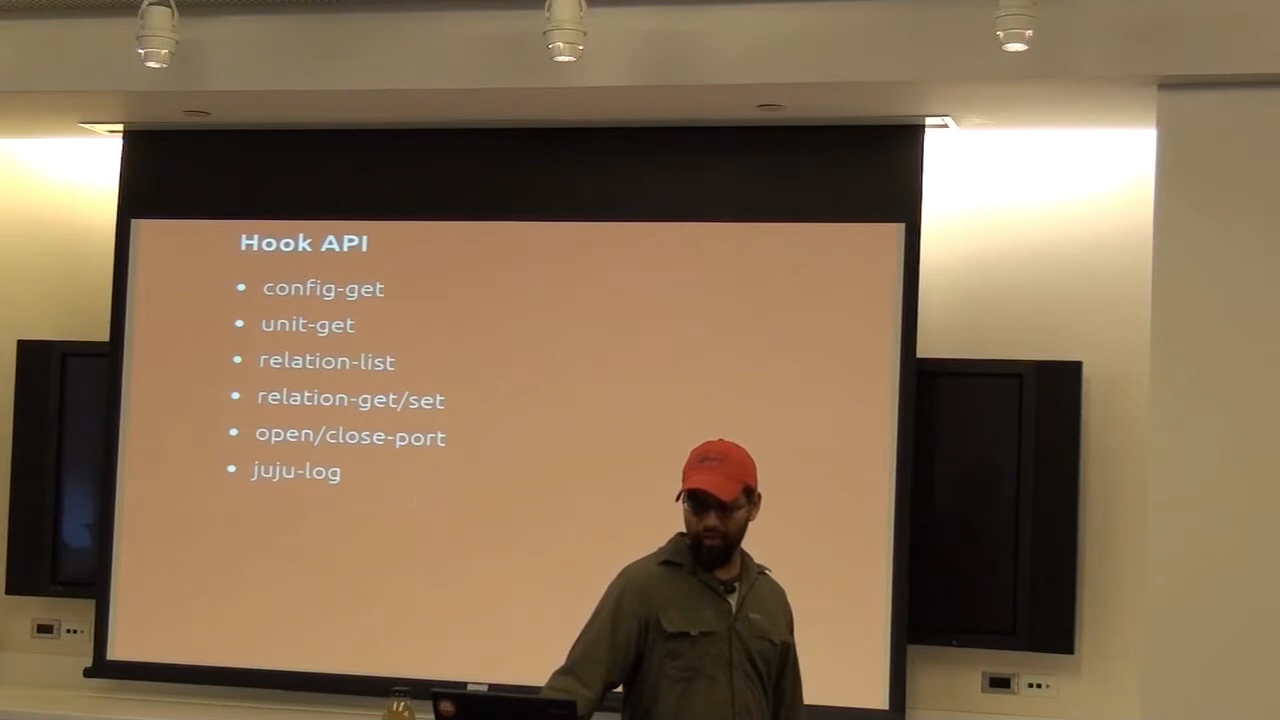 Hook API
• config-get
• unit-get
• relation-list
• relation-get/set
• open/close-port
• juju-log